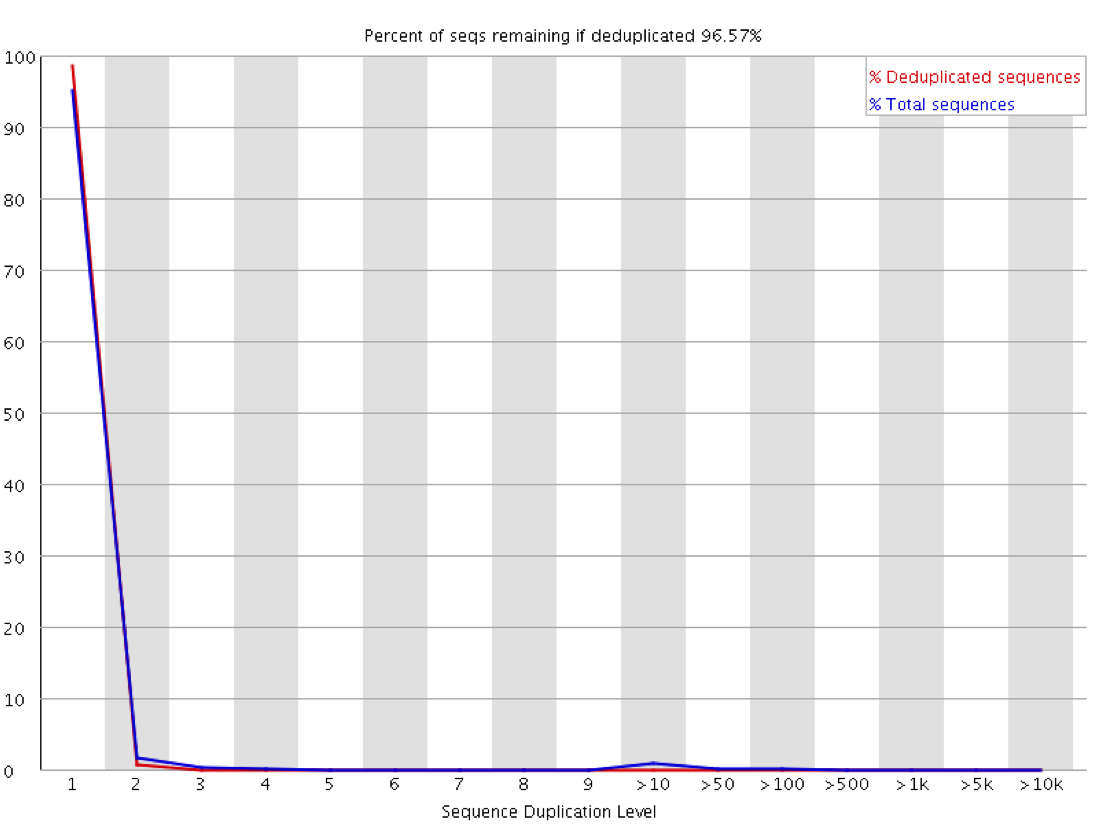 Percent of seqs remaining if deduplicated 96.57%
% Deduplicated sequences
% Total sequences
100
90
80
70
60
50
40
30
20
10
0
1 2 3 4 5 6 7 8 9 >10 >50 >100 >500 >1k >5k >10k
Sequence Duplication Level